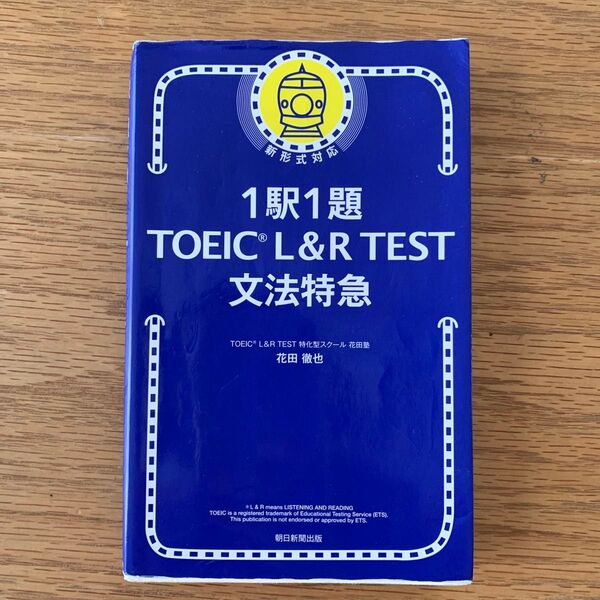 新形式対応
1駅1題
TOEIC® L&R TEST
文法特急
TOEIC® L&R TEST 特化型スクール 花田塾
花田 徹也
※L & R means LISTENING AND READING
TOEIC is a registered trademark of Educational Testing Service (ETS).
This publication is not endorsed or approved by ETS.
朝日新聞出版